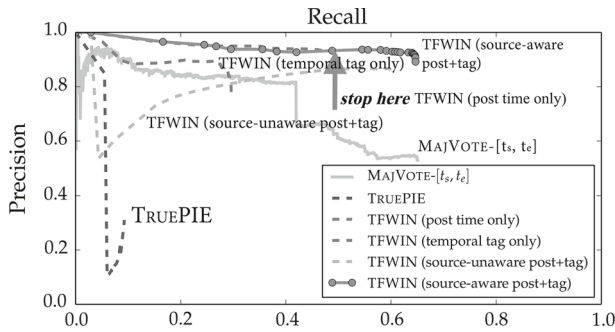 Recall
Precision
1.0
0.8
0.6
0.4
0.2
0.0
TFWIN (source-aware
post+tag)
TFWIN (temporal tag only)
stop here TFWIN (post time only)
TFWIN (source-unaware post+tag)
MAJVOTE-[ts, te]
TRUEPIE
MAJVOTE-[ts, te]
TRUEPIE
TFWIN (post time only)
TFWIN (temporal tag only)
TFWIN (source-unaware post+tag)
TFWIN (source-aware post+tag)
0.0 0.2 0.4 0.6 0.8 1.0